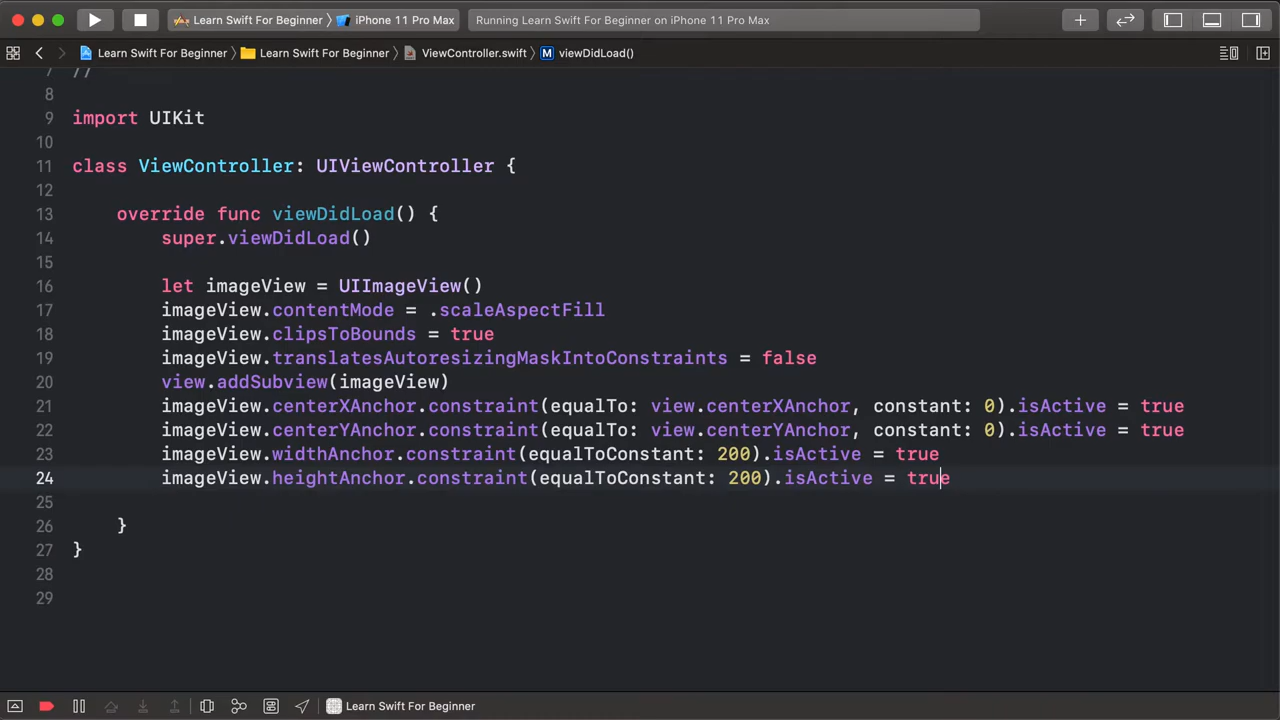 Learn Swift For Beginner 〉 iPhone 11 Pro Max
Running Learn Swift For Beginner on iPhone 11 Pro Max
Learn Swift For Beginner 〉 Learn Swift For Beginner 〉 ViewController.swift 〉 M viewDidLoad()
7 //
8
9 import UIKit
10
11 class ViewController: UIViewController {
12
13 override func viewDidLoad() {
14 super.viewDidLoad()
15
16 let imageView = UIImageView()
17 imageView.contentMode = .scaleAspectFill
18 imageView.clipsToBounds = true
19 imageView.translatesAutoresizingMaskIntoConstraints = false
20 view.addSubview(imageView)
21 imageView.centerXAnchor.constraint(equalTo: view.centerXAnchor, constant: 0).isActive = true
22 imageView.centerYAnchor.constraint(equalTo: view.centerYAnchor, constant: 0).isActive = true
23 imageView.widthAnchor.constraint(equalToConstant: 200).isActive = true
24 imageView.heightAnchor.constraint(equalToConstant: 200).isActive = true
25
26 }
27 }
28
29
Learn Swift For Beginner